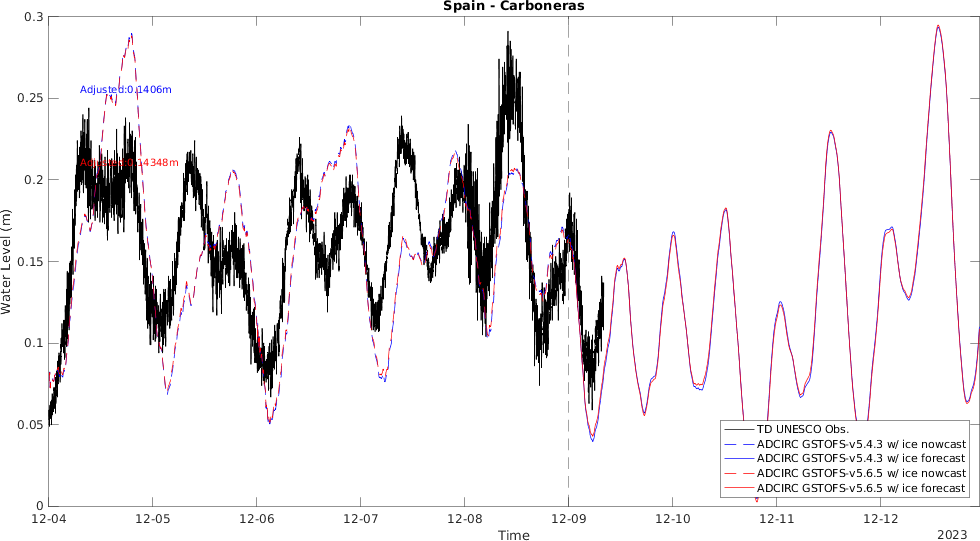 Spain - Carboneras
0.3
0.25
0.2
0.15
0.1
0.05
0
Water Level (m)
Adjusted:0.1406m
Adjusted:0.14348m
TD UNESCO Obs.
ADCIRC GSTOFS-v5.4.3 w/ ice nowcast
ADCIRC GSTOFS-v5.4.3 w/ ice forecast
ADCIRC GSTOFS-v5.6.5 w/ ice nowcast
ADCIRC GSTOFS-v5.6.5 w/ ice forecast
12-04 12-05 12-06 12-07 12-08 12-09 12-10 12-11 12-12
Time
2023